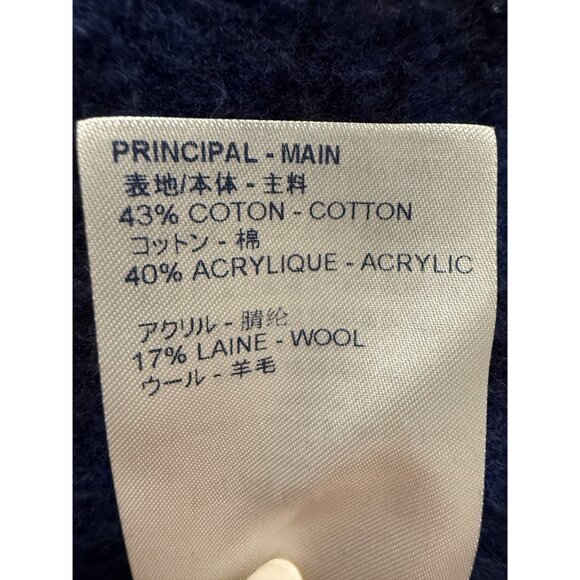 PRINCIPAL - MAIN
表地/本体 - 主料
43% COTON - COTTON
コットン - 棉
40% ACRYLIQUE - ACRYLIC
アクリル - 腈纶
17% LAINE - WOOL
ウール - 羊毛